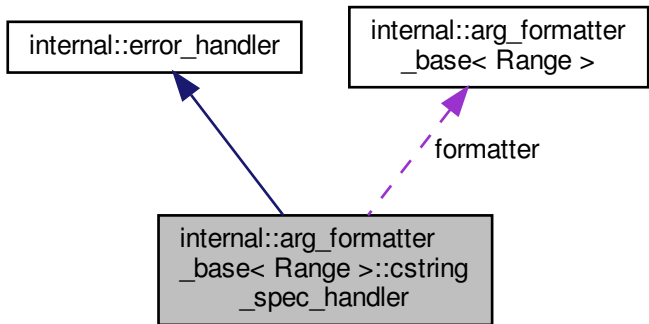 internal::error_handler
internal::arg_formatter
_base< Range >
formatter
internal::arg_formatter
_base< Range >::cstring
_spec_handler